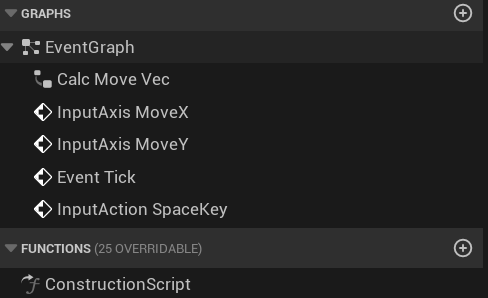 GRAPHS
EventGraph
Calc Move Vec
InputAxis MoveX
InputAxis MoveY
Event Tick
InputAction SpaceKey
FUNCTIONS (25 OVERRIDABLE)
ConstructionScript